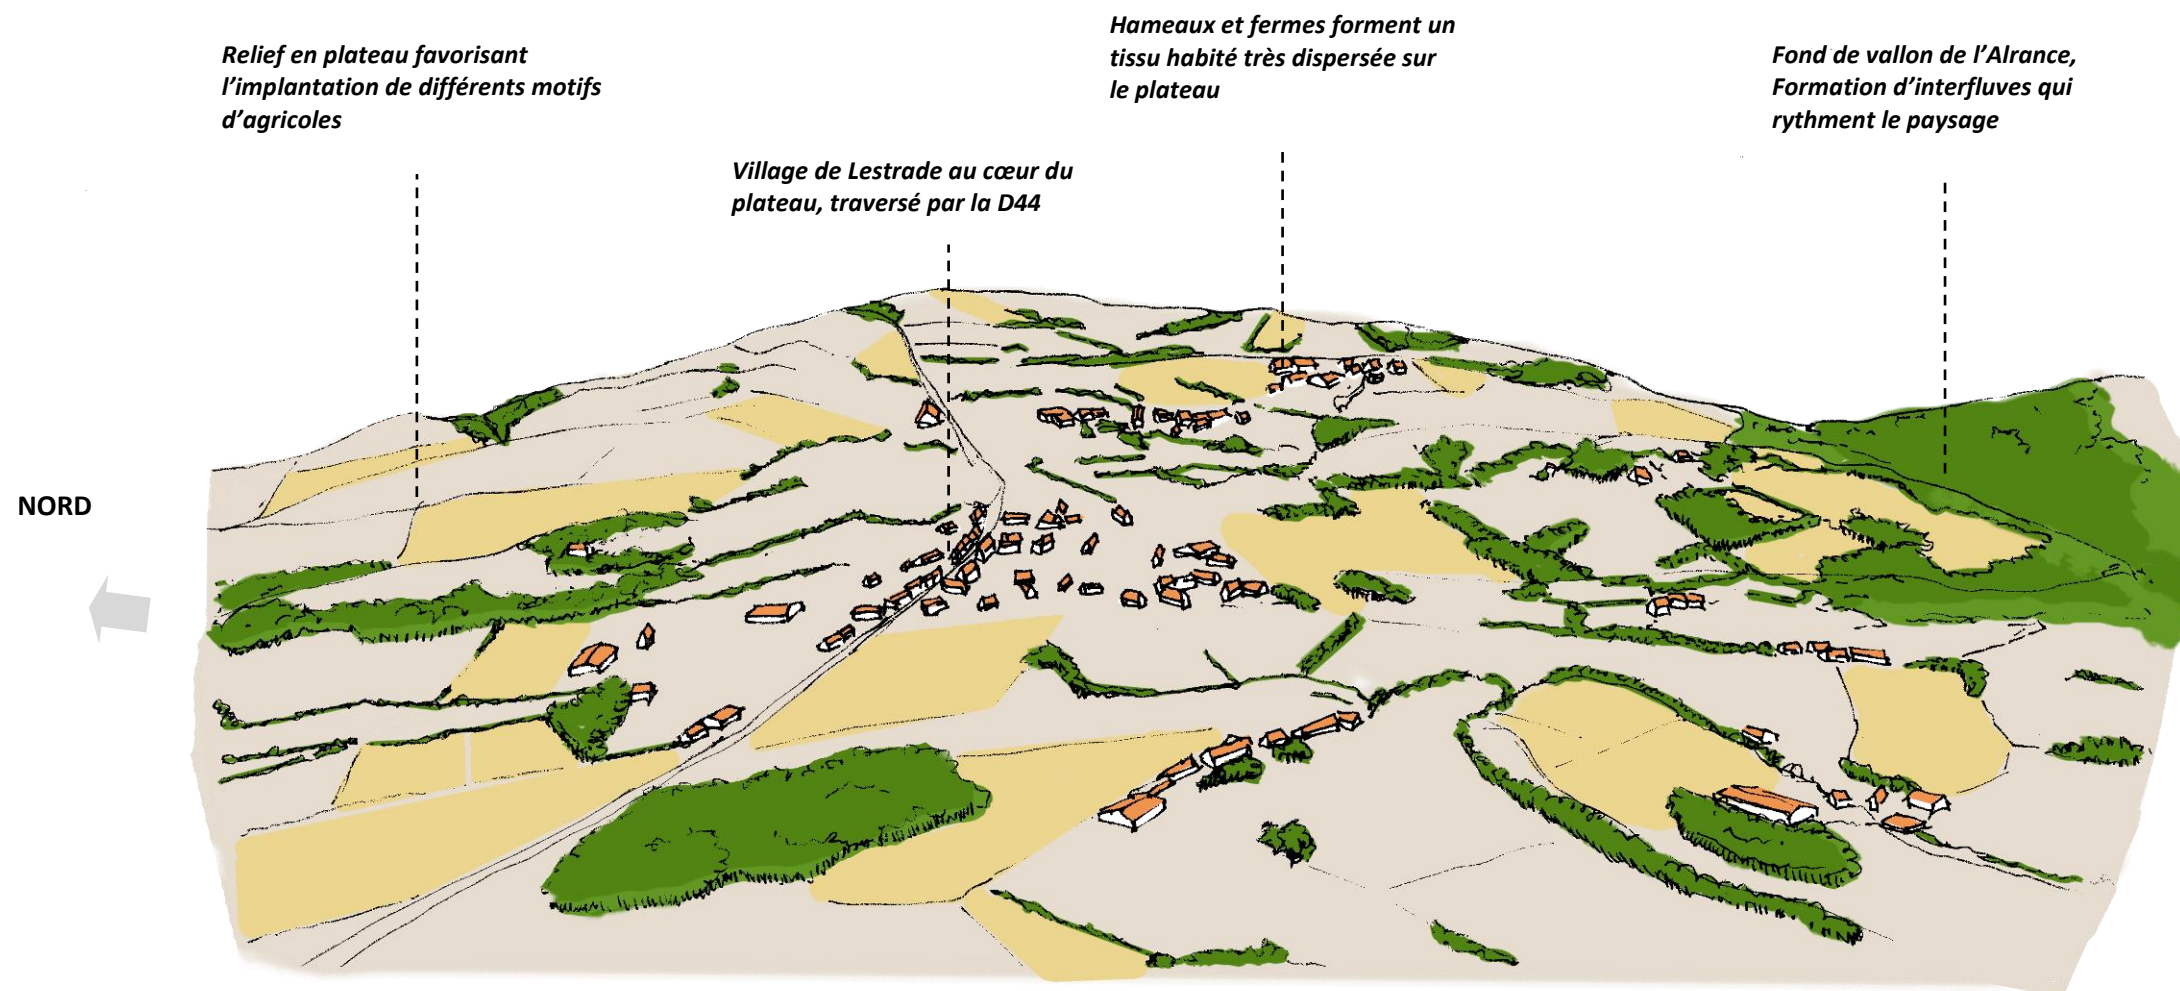 Relief en plateau favorisant
l’implantation de différents motifs
d’agricoles
Village de Lestrade au cœur du
plateau, traversé par la D44
Hameaux et fermes forment un
tissu habité très dispersée sur
le plateau
Fond de vallon de l’Alrance,
Formation d’interfluves qui
rythment le paysage
NORD